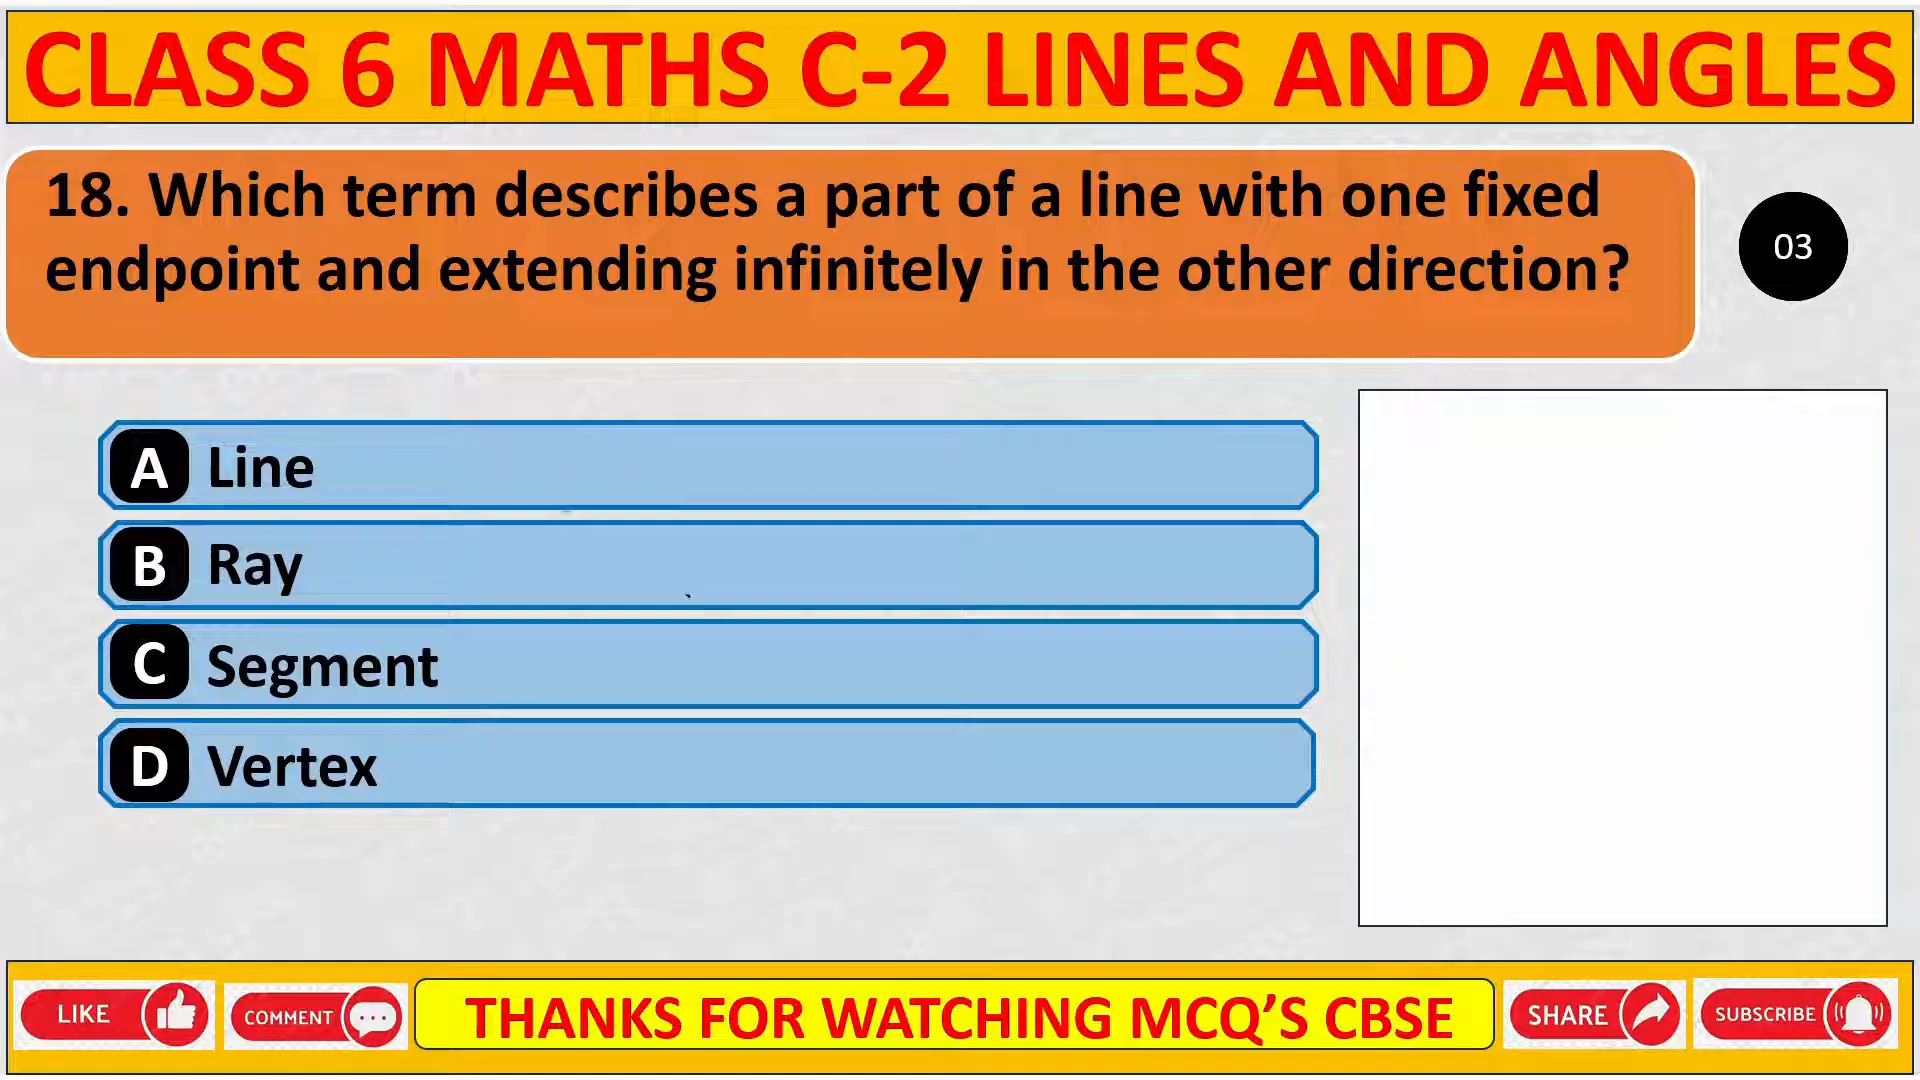 CLASS 6 MATHS C-2 LINES AND ANGLES
18. Which term describes a part of a line with one fixed
endpoint and extending infinitely in the other direction?
03
A Line
B Ray
C Segment
D Vertex
LIKE
COMMENT
THANKS FOR WATCHING MCQ’S CBSE
SHARE
SUBSCRIBE